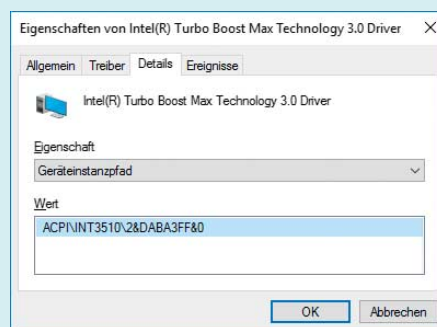 Eigenschaften von Intel(R) Turbo Boost Max Technology 3.0 Driver
Allgemein Treiber Details Ereignisse
Intel(R) Turbo Boost Max Technology 3.0 Driver
Eigenschaft
Geräteinstanzpfad
Wert
ACPI\INT3510\2&DABA3FF&0
OK Abbrechen